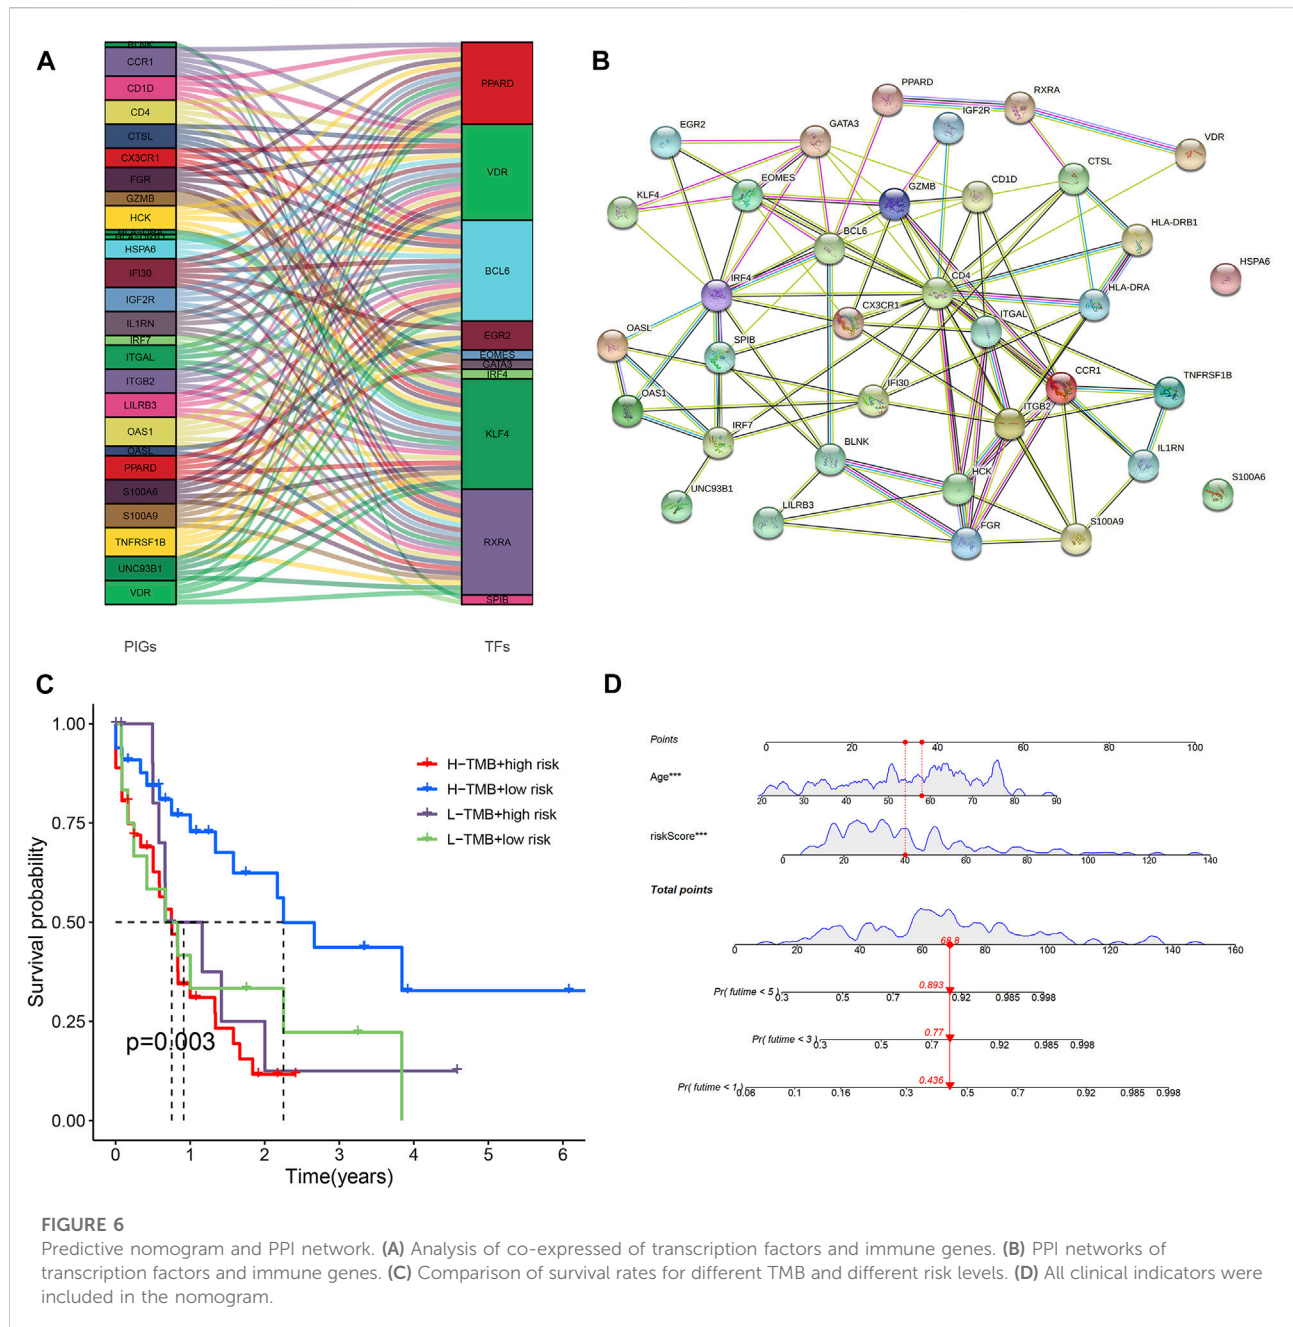 A
BLNK
CCR1
CD1D
CD4
CTSL
CX3CR1
FGR
GZMB
HCK
HSPA6
IFI30
IGF2R
IL1RN
IRF7
ITGAL
ITGB2
LILRB3
OAS1
OASL
PPARD
S100A6
S100A9
TNFRSF1B
UNC93B1
VDR
PIGs
PPARD
VDR
BCL6
EGR2
EOMES
GATA3
IRF4
KLF4
RXRA
SPIB
TFs
B
PPARD
RXRA
IGF2R
EGR2
GATA3
VDR
CTSL
EOMES
GZMB
CD1D
KLF4
HLA-DRB1
BCL6
HSPA6
IRF4
CD4
HLA-DRA
CX3CR1
ITGAL
OASL
SPIB
CCR1
TNFRSF1B
IFI30
OAS1
ITGB2
IRF7
BLNK
IL1RN
HCK
S100A6
UNC93B1
LILRB3
FGR
S100A9
C
Survival probability
1.00
0.75
0.50
0.25
0.00
H-TMB+high risk
H-TMB+low risk
L-TMB+high risk
L-TMB+low risk
p=0.003
0 1 2 3 4 5 6
Time(years)
D
Points
0 20 40 60 80 100
Age***
20 30 40 50 60 70 80 90
riskScore***
0 20 40 60 80 100 120 140
Total points
68.8
0 20 40 60 80 100 120 140 160
0.893
Pr( futime < 5)
0.3 0.5 0.7 0.92 0.985 0.998
0.77
Pr( futime < 3)
0.3 0.5 0.7 0.92 0.985 0.998
0.436
Pr( futime < 1)
0.06 0.1 0.16 0.3 0.5 0.7 0.92 0.985 0.998
FIGURE 6
Predictive nomogram and PPI network. (A) Analysis of co-expressed of transcription factors and immune genes. (B) PPI networks of
transcription factors and immune genes. (C) Comparison of survival rates for different TMB and different risk levels. (D) All clinical indicators were
included in the nomogram.